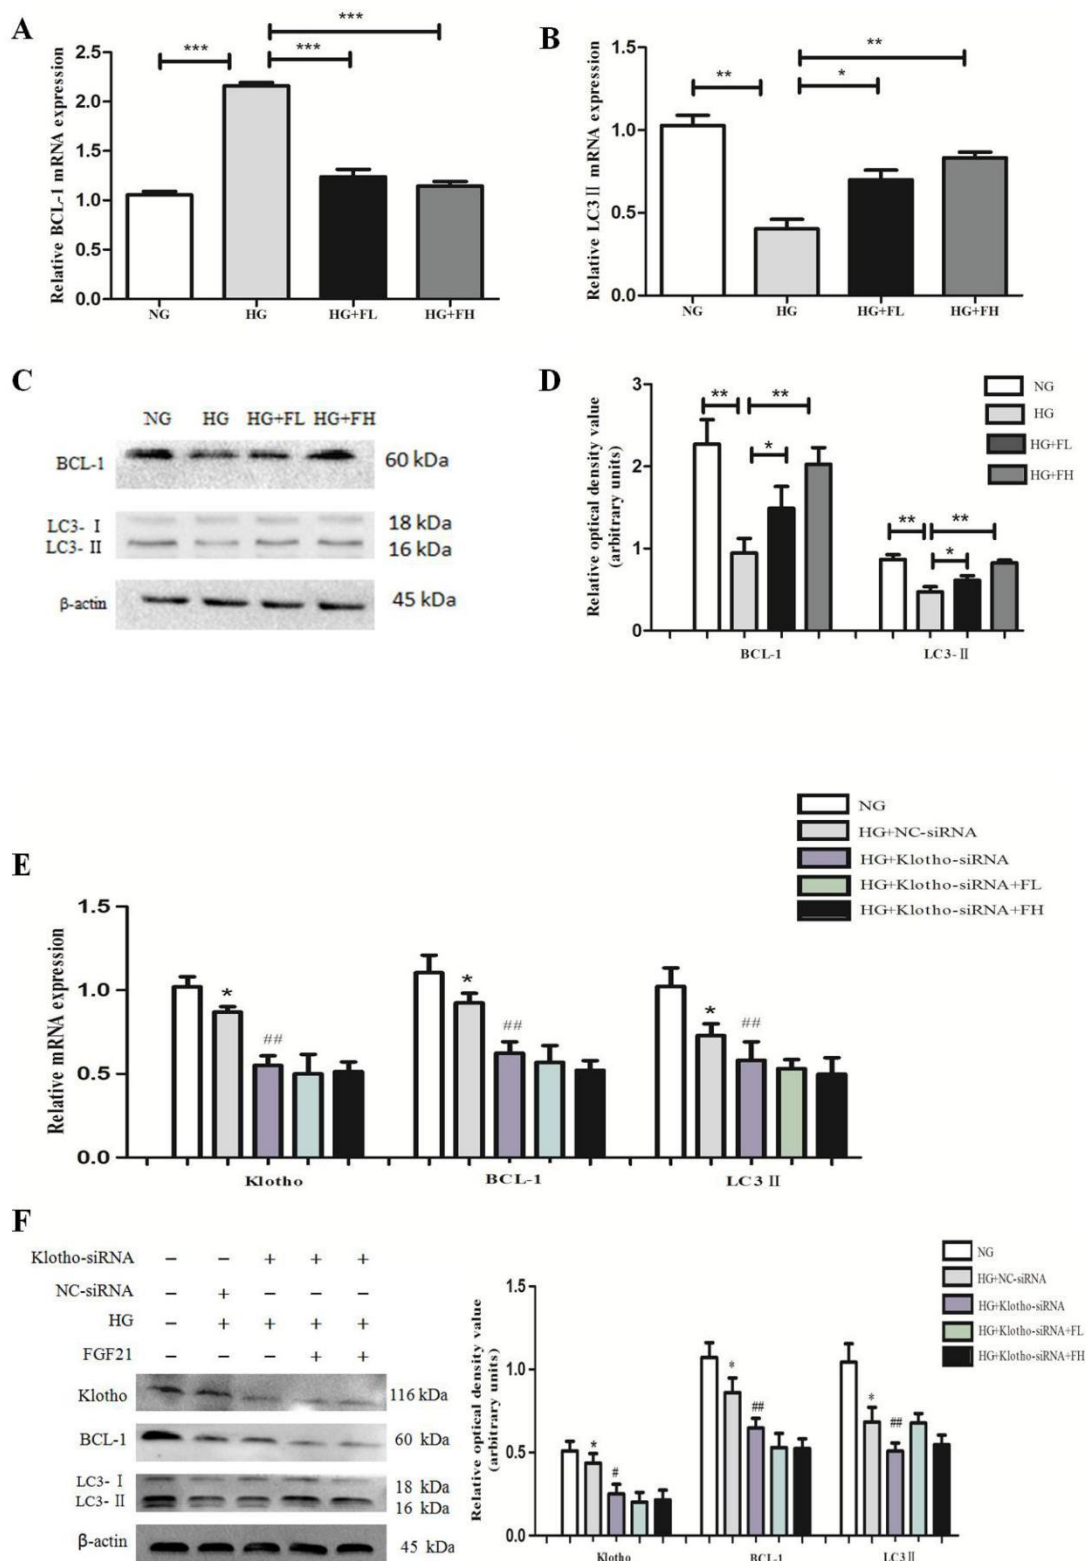 A
***
***
***
Relative BCL-1 mRNA expression
2.5
2.0
1.5
1.0
0.5
0.0
NG HG HG+FL HG+FH
B
**
**
*
Relative LC3Ⅱ mRNA expression
1.5
1.0
0.5
0.0
NG HG HG+FL HG+FH
C
NG HG HG+FL HG+FH
BCL-1 60 kDa
LC3- Ⅰ 18 kDa
LC3- Ⅱ 16 kDa
β-actin 45 kDa
D
NG
HG
HG+FL
HG+FH
Relative optical density value
(arbitrary units)
3
2
1
0
** **
*
** **
*
BCL-1 LC3-Ⅱ
NG
HG+NC-siRNA
HG+Klotho-siRNA
HG+Klotho-siRNA+FL
HG+Klotho-siRNA+FH
E
Relative mRNA expression
1.5
1.0
0.5
0.0
* ## * ## * ##
Klotho BCL-1 LC3Ⅱ
F
Klotho-siRNA – – + + +
NC-siRNA – + – – –
HG – + + + +
FGF21 – – – + +
Klotho 116 kDa
BCL-1 60 kDa
LC3- Ⅰ 18 kDa
LC3- Ⅱ 16 kDa
β-actin 45 kDa
NG
HG+NC-siRNA
HG+Klotho-siRNA
HG+Klotho-siRNA+FL
HG+Klotho-siRNA+FH
Relative optical density value
(arbitrary units)
1.5
1.0
0.5
0.0
* # * ## * ##
Klotho BCL-1 LC3Ⅱ